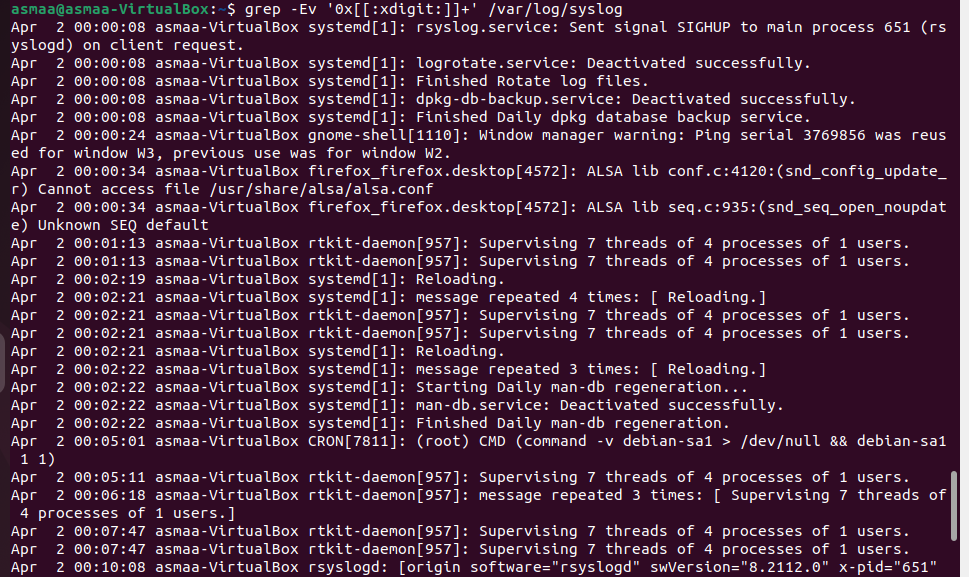 asmaa@asmaa-VirtualBox:~$ grep -Ev '0x[[:xdigit:]]+' /var/log/syslog
Apr  2 00:00:08 asmaa-VirtualBox systemd[1]: rsyslog.service: Sent signal SIGHUP to main process 651 (rs
yslogd) on client request.
Apr  2 00:00:08 asmaa-VirtualBox systemd[1]: logrotate.service: Deactivated successfully.
Apr  2 00:00:08 asmaa-VirtualBox systemd[1]: Finished Rotate log files.
Apr  2 00:00:08 asmaa-VirtualBox systemd[1]: dpkg-db-backup.service: Deactivated successfully.
Apr  2 00:00:08 asmaa-VirtualBox systemd[1]: Finished Daily dpkg database backup service.
Apr  2 00:00:24 asmaa-VirtualBox gnome-shell[1110]: Window manager warning: Ping serial 3769856 was reus
ed for window W3, previous use was for window W2.
Apr  2 00:00:34 asmaa-VirtualBox firefox_firefox.desktop[4572]: ALSA lib conf.c:4120:(snd_config_update_
r) Cannot access file /usr/share/alsa/alsa.conf
Apr  2 00:00:34 asmaa-VirtualBox firefox_firefox.desktop[4572]: ALSA lib seq.c:935:(snd_seq_open_noupdat
e) Unknown SEQ default
Apr  2 00:01:13 asmaa-VirtualBox rtkit-daemon[957]: Supervising 7 threads of 4 processes of 1 users.
Apr  2 00:01:13 asmaa-VirtualBox rtkit-daemon[957]: Supervising 7 threads of 4 processes of 1 users.
Apr  2 00:02:19 asmaa-VirtualBox systemd[1]: Reloading.
Apr  2 00:02:21 asmaa-VirtualBox systemd[1]: message repeated 4 times: [ Reloading.]
Apr  2 00:02:21 asmaa-VirtualBox rtkit-daemon[957]: Supervising 7 threads of 4 processes of 1 users.
Apr  2 00:02:21 asmaa-VirtualBox rtkit-daemon[957]: Supervising 7 threads of 4 processes of 1 users.
Apr  2 00:02:21 asmaa-VirtualBox systemd[1]: Reloading.
Apr  2 00:02:22 asmaa-VirtualBox systemd[1]: message repeated 3 times: [ Reloading.]
Apr  2 00:02:22 asmaa-VirtualBox systemd[1]: Starting Daily man-db regeneration...
Apr  2 00:02:22 asmaa-VirtualBox systemd[1]: man-db.service: Deactivated successfully.
Apr  2 00:02:22 asmaa-VirtualBox systemd[1]: Finished Daily man-db regeneration.
Apr  2 00:05:01 asmaa-VirtualBox CRON[7811]: (root) CMD (command -v debian-sa1 > /dev/null && debian-sa1
 1 1)
Apr  2 00:05:11 asmaa-VirtualBox rtkit-daemon[957]: Supervising 7 threads of 4 processes of 1 users.
Apr  2 00:06:18 asmaa-VirtualBox rtkit-daemon[957]: message repeated 3 times: [ Supervising 7 threads of
 4 processes of 1 users.]
Apr  2 00:07:47 asmaa-VirtualBox rtkit-daemon[957]: Supervising 7 threads of 4 processes of 1 users.
Apr  2 00:07:47 asmaa-VirtualBox rtkit-daemon[957]: Supervising 7 threads of 4 processes of 1 users.
Apr  2 00:10:08 asmaa-VirtualBox rsyslogd: [origin software="rsyslogd" swVersion="8.2112.0" x-pid="651"